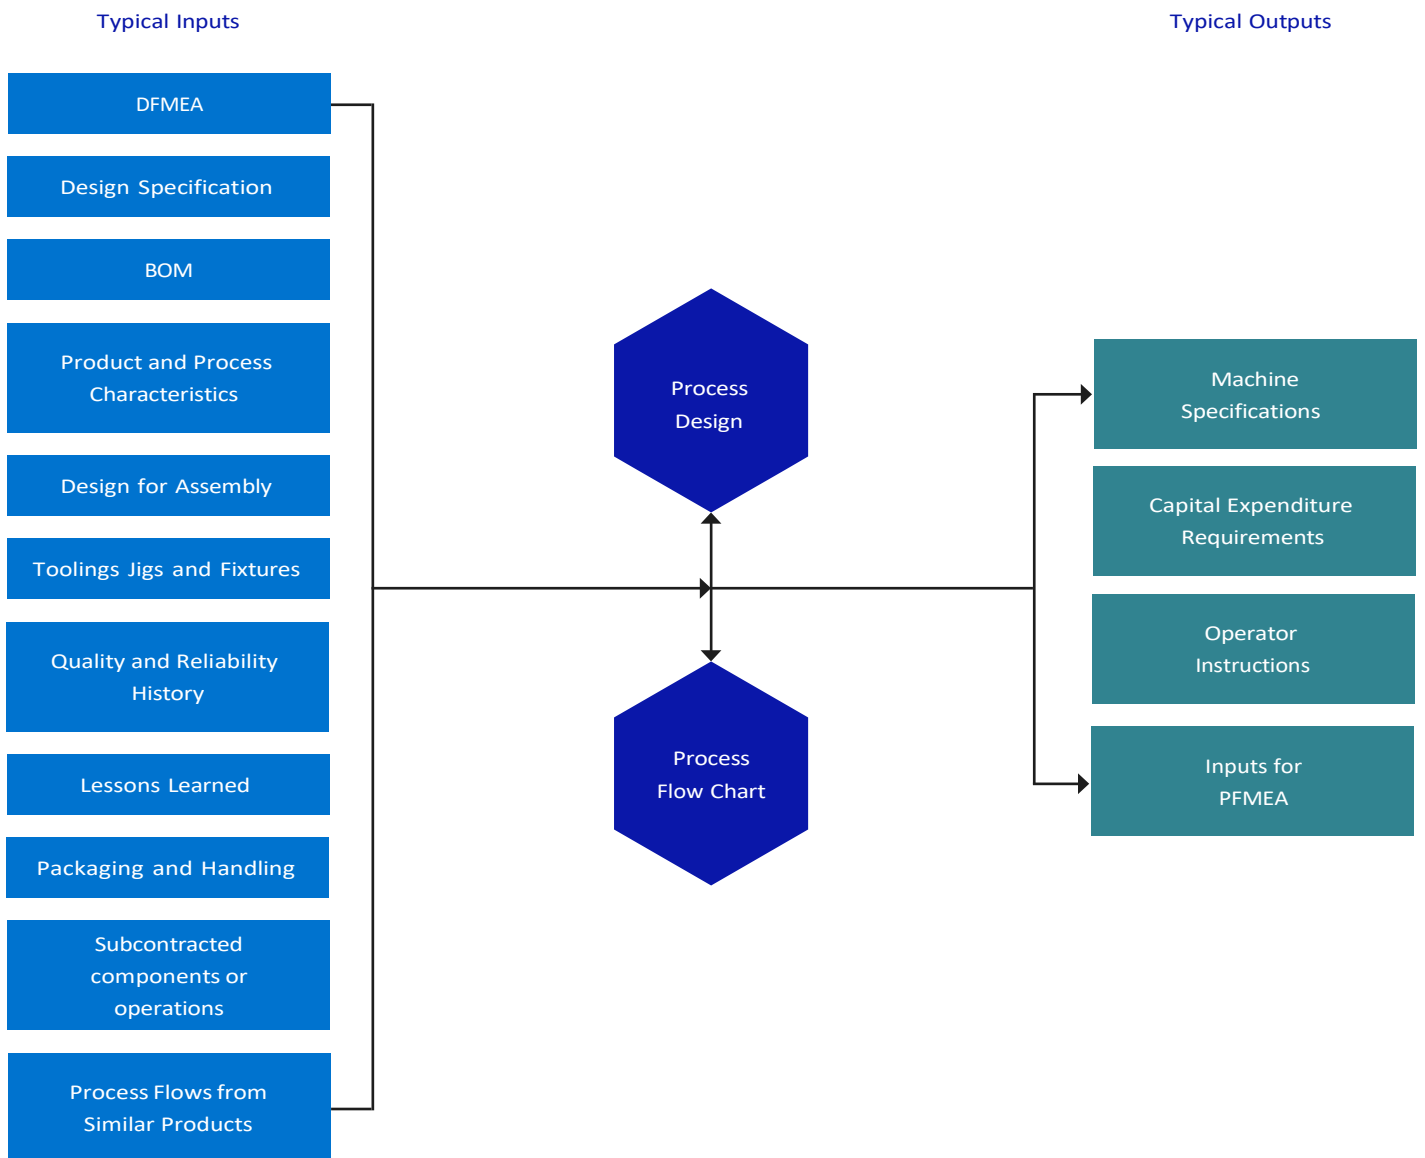 Typical Inputs
Typical Outputs
DFMEA
Design Specification
BOM
Product and Process
Characteristics
Design for Assembly
Toolings Jigs and Fixtures
Quality and Reliability
History
Lessons Learned
Packaging and Handling
Subcontracted
components or
operations
Process Flows from
Similar Products
Process
Design
Process
Flow Chart
Machine
Specifications
Capital Expenditure
Requirements
Operator
Instructions
Inputs for
PFMEA